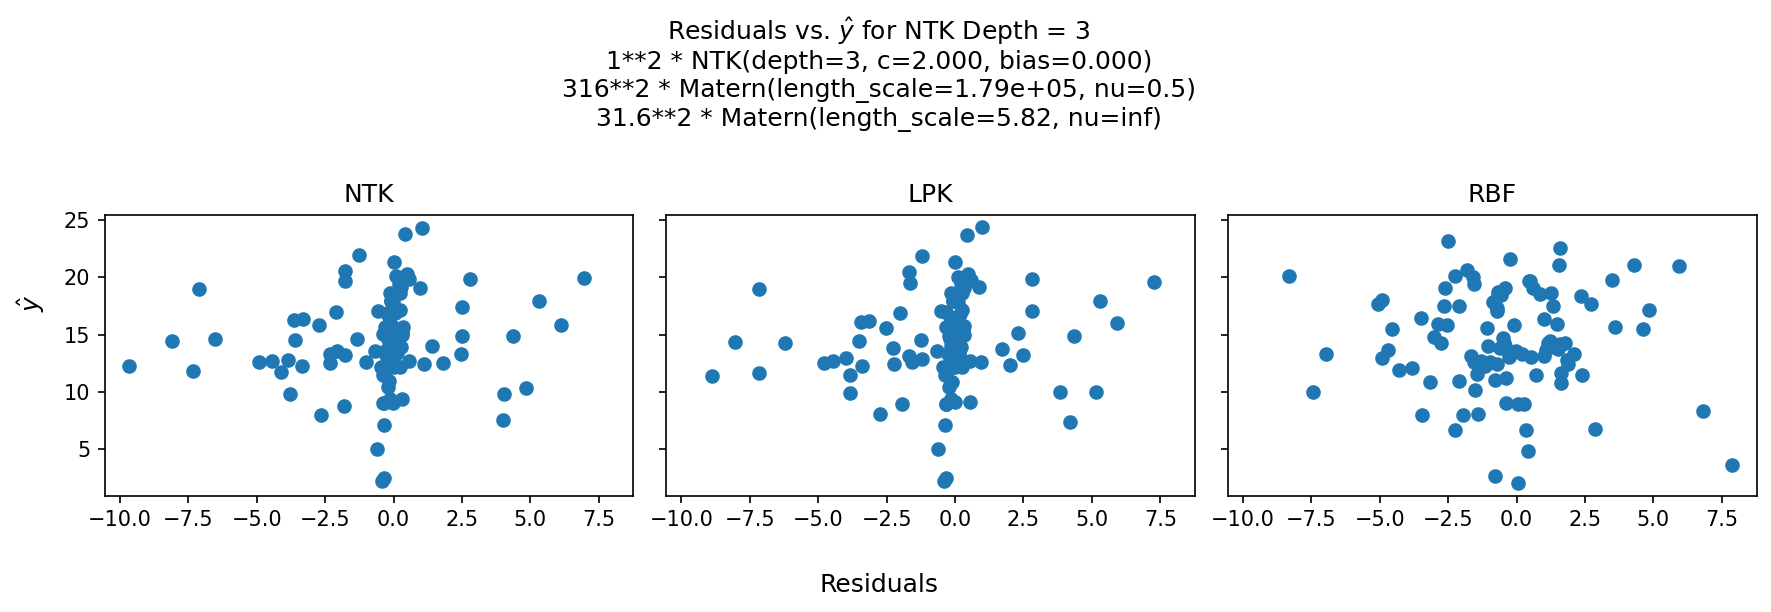 Residuals vs. ŷ for NTK Depth = 3
1**2 * NTK(depth=3, c=2.000, bias=0.000)
316**2 * Matern(length_scale=1.79e+05, nu=0.5)
31.6**2 * Matern(length_scale=5.82, nu=inf)
NTK LPK RBF
25
20
15
10
5
ŷ
−10.0 −7.5 −5.0 −2.5 0.0 2.5 5.0 7.5 −10.0 −7.5 −5.0 −2.5 0.0 2.5 5.0 7.5 −10.0 −7.5 −5.0 −2.5 0.0 2.5 5.0 7.5
Residuals